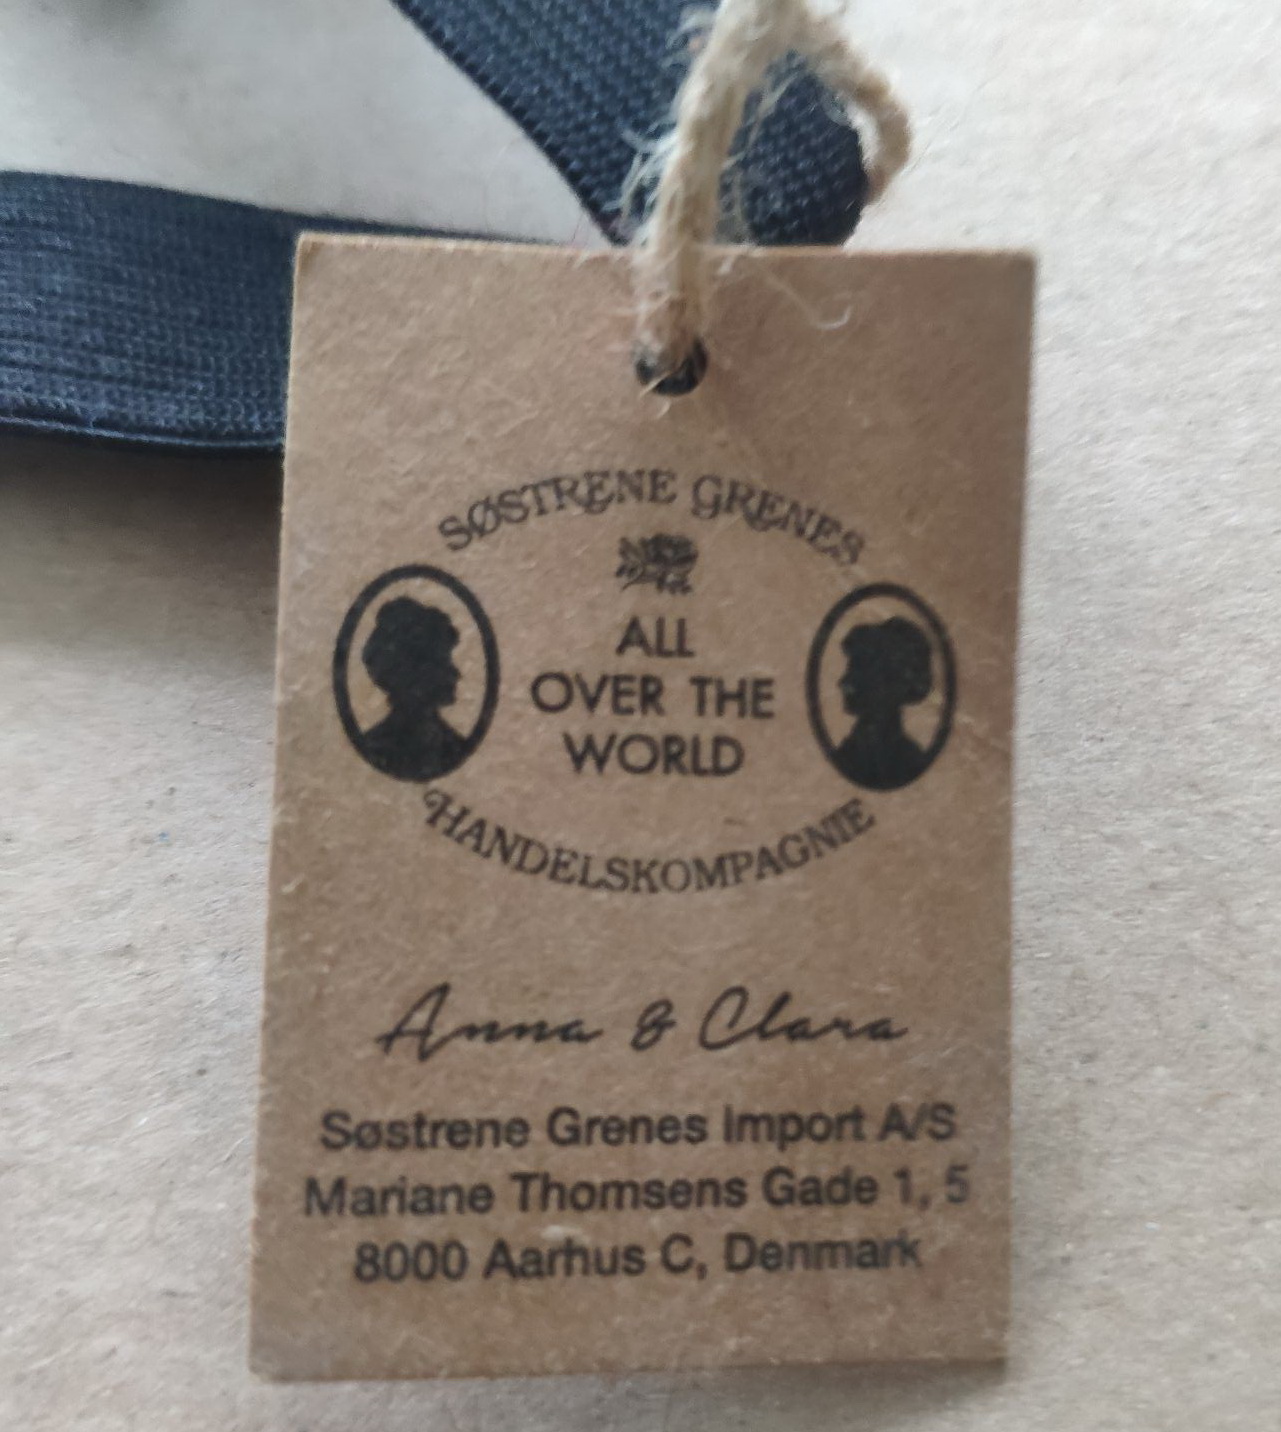 SØSTRENE GRENES
ALL
OVER THE
WORLD
HANDELSKOMPAGNIE
Anna & Clara
Søstrene Grenes Import A/S
Mariane Thomsens Gade 1, 5
8000 Aarhus C, Denmark